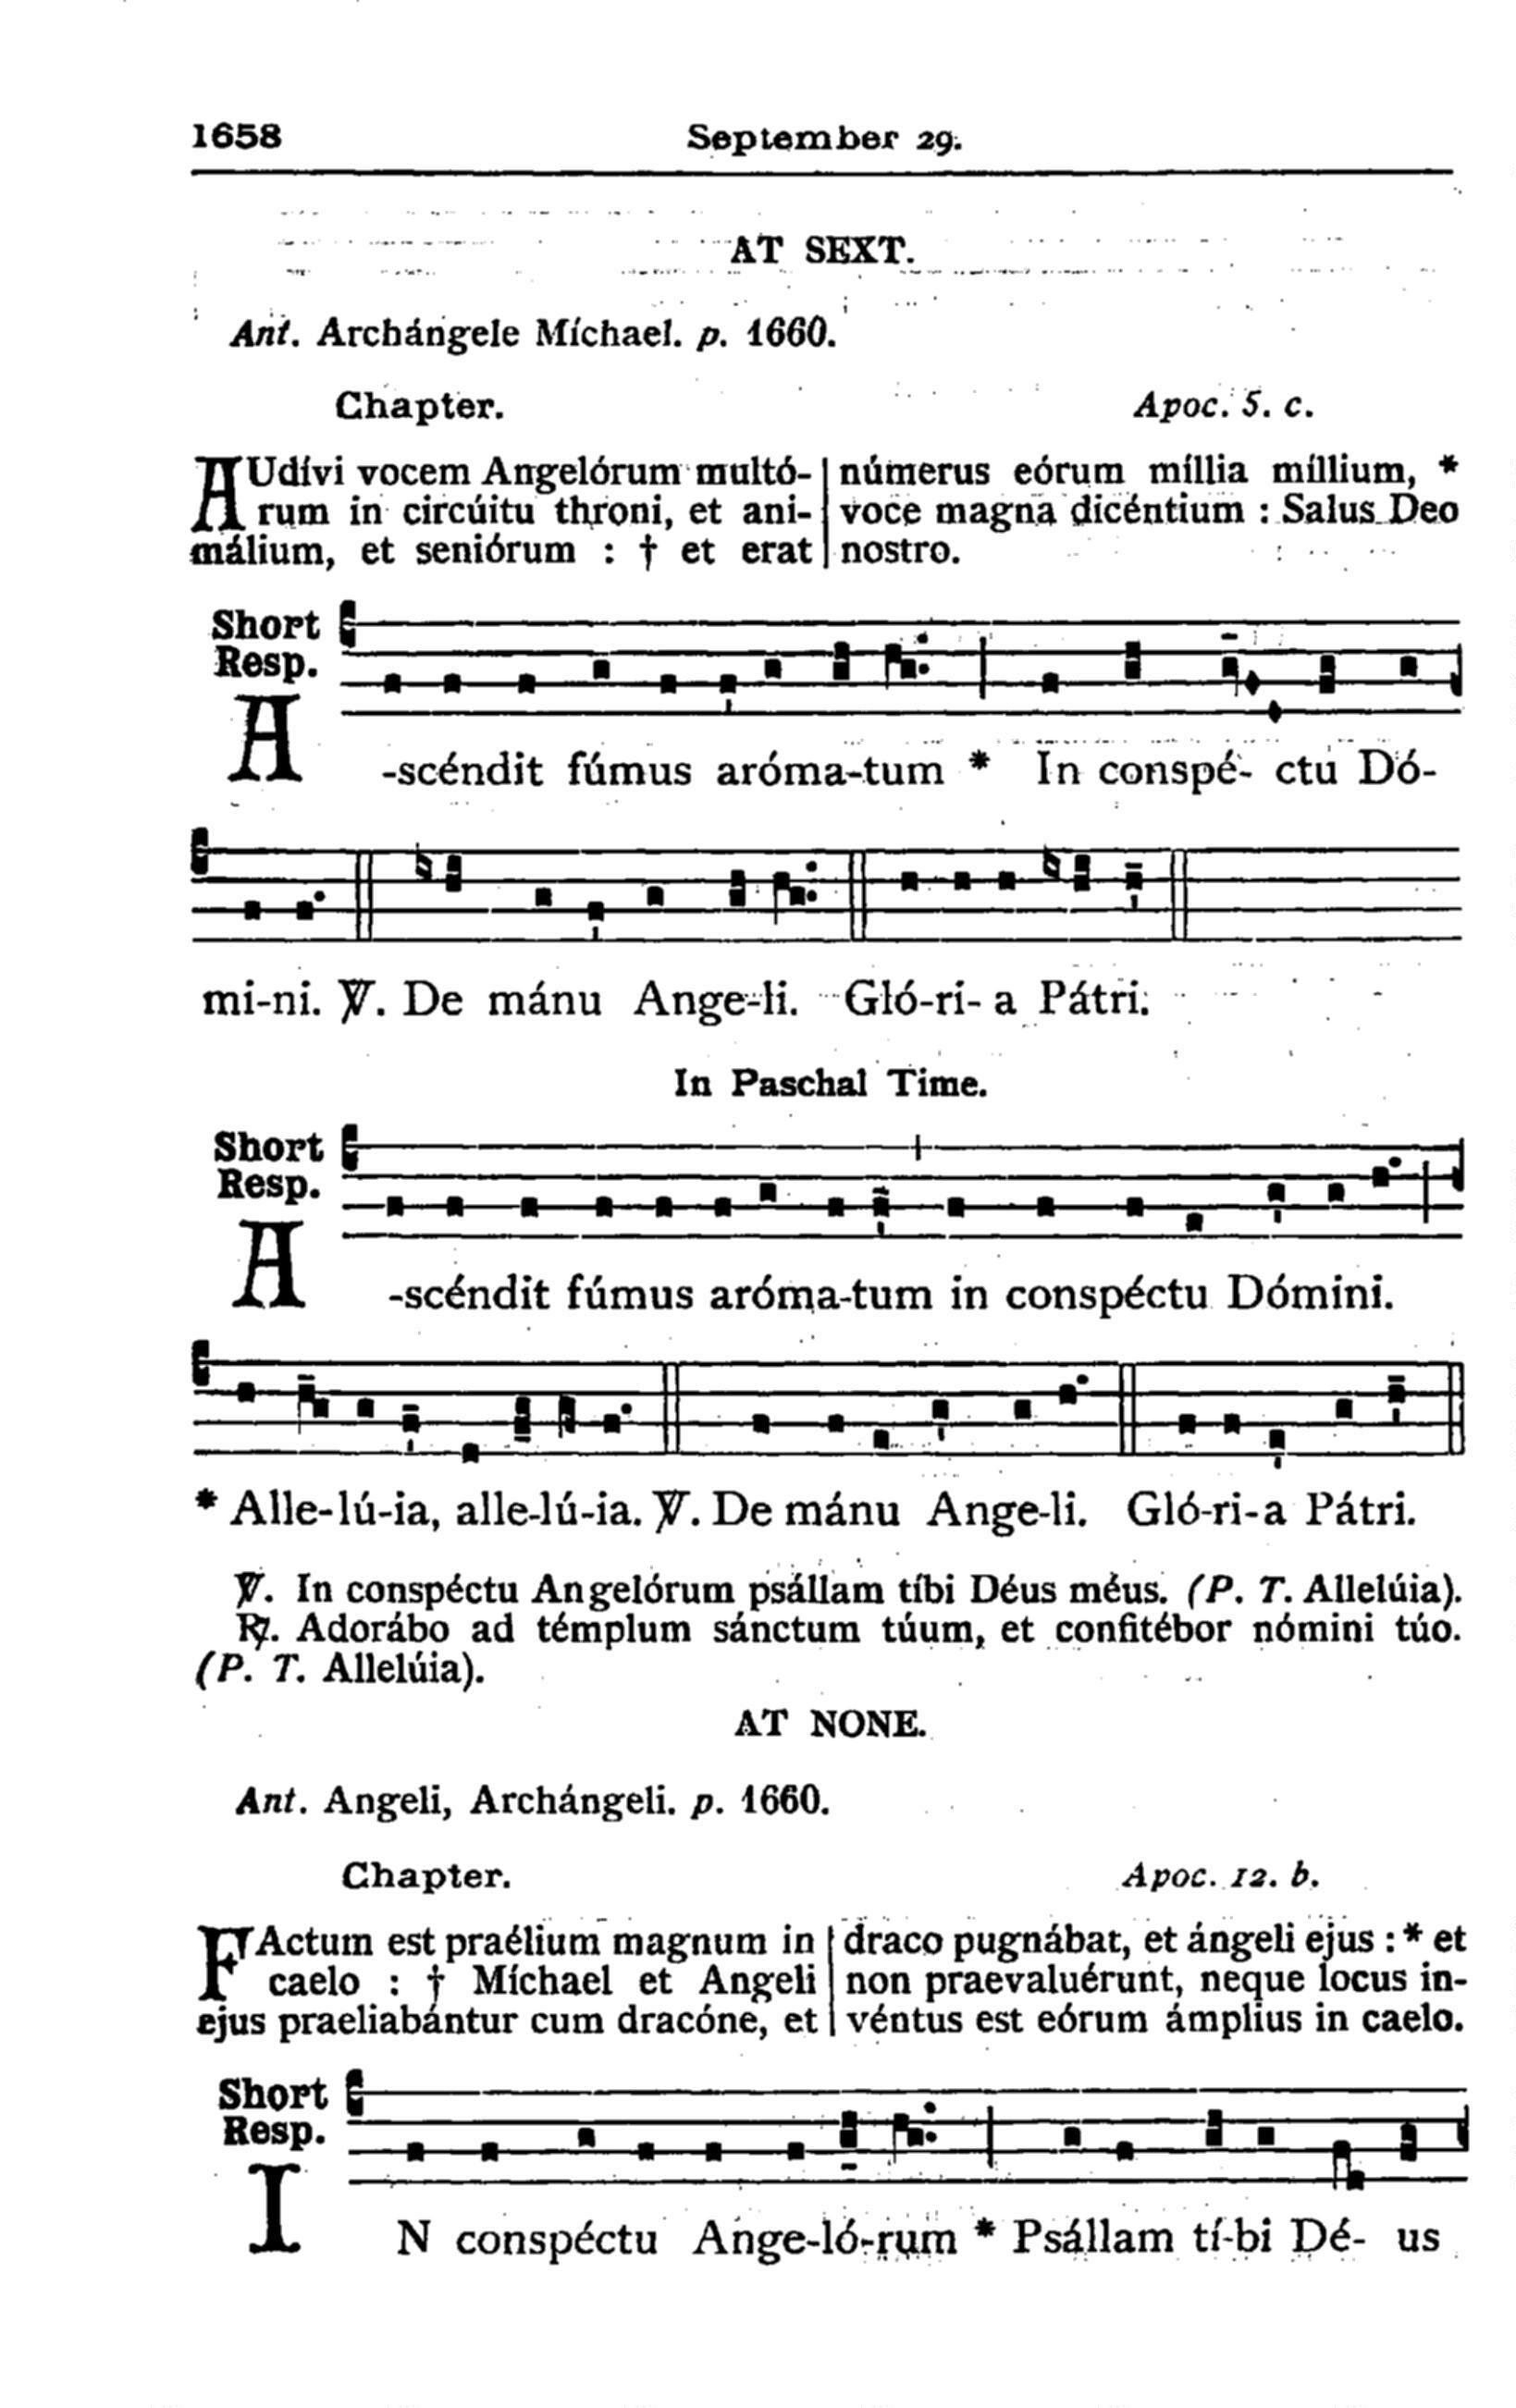 1658 September 29.
AT SEXT.
Ant. Archángele Míchael. p. 1660.
Chapter. Apoc. 5. c.
AUdívi vocem Angelórum multó-
rum in circúitu throni, et ani-
málium, et seniórum : † et erat
númerus eórum míllia míllium, *
voce magna dicéntium : Salus Deo
nostro.
Short
Resp.
A-scéndit fúmus aróma-tum * In conspé- ctu Dó-
mi-ni. ℣. De mánu Ange-li. Gló-ri- a Pátri.
In Paschal Time.
Short
Resp.
A-scéndit fúmus aróma-tum in conspéctu Dómini.
* Alle-lú-ia, alle-lú-ia. ℣. De mánu Ange-li. Gló-ri-a Pátri.
℣. In conspéctu Angelórum psállam tíbi Déus méus. (P. T. Allelúia).
℟. Adorábo ad témplum sánctum túum, et confitébor nómini túo.
(P. T. Allelúia).
AT NONE.
Ant. Angeli, Archángeli. p. 1660.
Chapter. Apoc. 12. b.
FActum est praélium magnum in
caelo : † Míchael et Angeli
ejus praeliabántur cum dracóne, et
draco pugnábat, et ángeli ejus : * et
non praevaluérunt, neque locus in-
véntus est eórum ámplius in caelo.
Short
Resp.
IN conspéctu Ange-ló-rum * Psállam tí-bi Dé- us